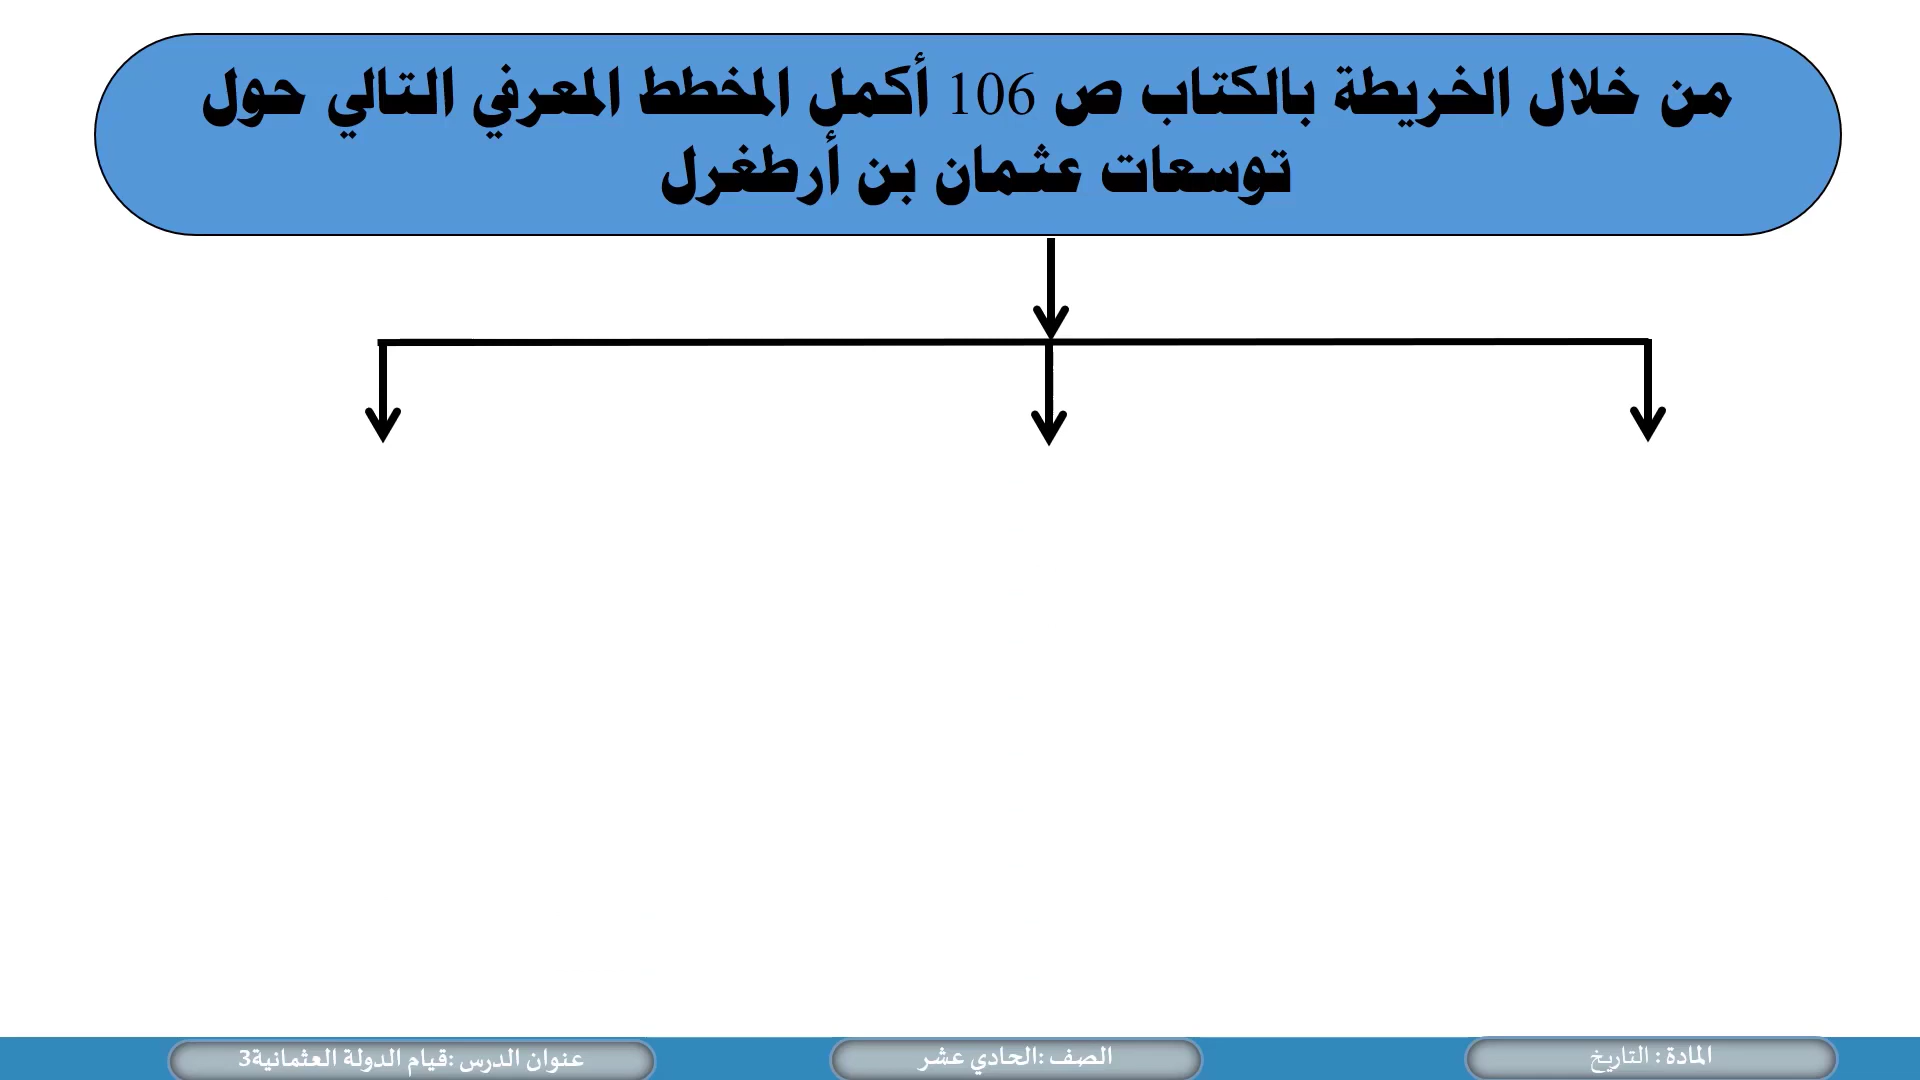 من خلال الخريطة بالكتاب ص 106 أكمل المخطط المعرفي التالي حول
توسعات عثمان بن أرطغرل
المادة : التاريخ
الصف :الحادي عشر
عنوان الدرس :قيام الدولة العثمانية3